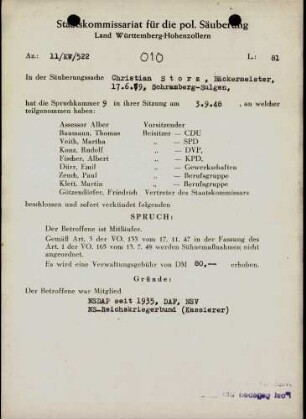 Staatskommissariat für die pol. Säuberung
Land Württemberg-Hohenzollern
Az.: 11/KW/522 010 L.: 81
In der Säuberungssache Christian Storz, Bäckermeister,
17.6.79, Schramberg-Sulgen,
hat die Spruchkammer 9 in ihrer Sitzung am 3.9.48, an welcher
teilgenommen haben:
Assessor Alber Vorsitzender
Baumann, Thomas Beisitzer — CDU
Veith, Martha „ — SPD
Kunz, Rudolf „ — DVP,
Fischer, Albert „ — KPD,
Dürr, Emil „ — Gewerkschaften
Zeuch, Paul „ — Berufsgruppe
Klett, Martin „ — Berufsgruppe
Götzendörfer, Friedrich Vertreter des Staatskommissars
beschlossen und sofort verkündet folgenden
SPRUCH:
Der Betroffene ist Mitläufer.
Gemäß Art. 3 der VO. 133 vom 17. 11. 47 in der Fassung des
Art. 1 der VO. 165 vom 13. 7. 48 werden Sühnemaßnahmen nicht
angeordnet.
Es wird eine Verwaltungsgebühr von DM 80,-- erhoben.
Gründe:
Der Betroffene war Mitglied
NSDAP seit 1935, DAF, NSV
NS-Reichskriegerbund (Kassierer)